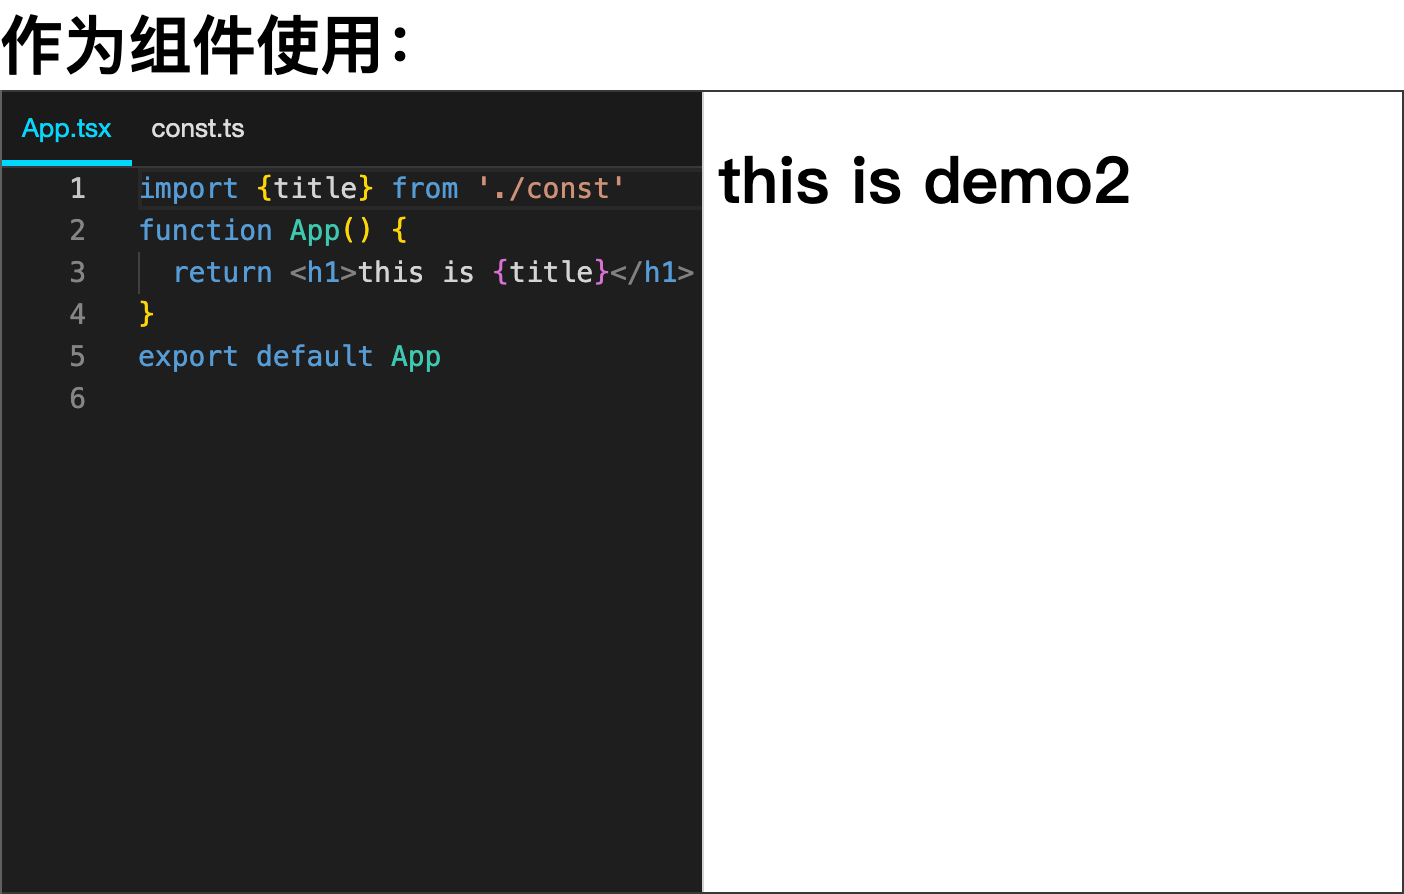 作为组件使用：
App.tsx const.ts
1 import {title} from './const'
2 function App() {
3 return <h1>this is {title}</h1>
4 }
5 export default App
6
this is demo2